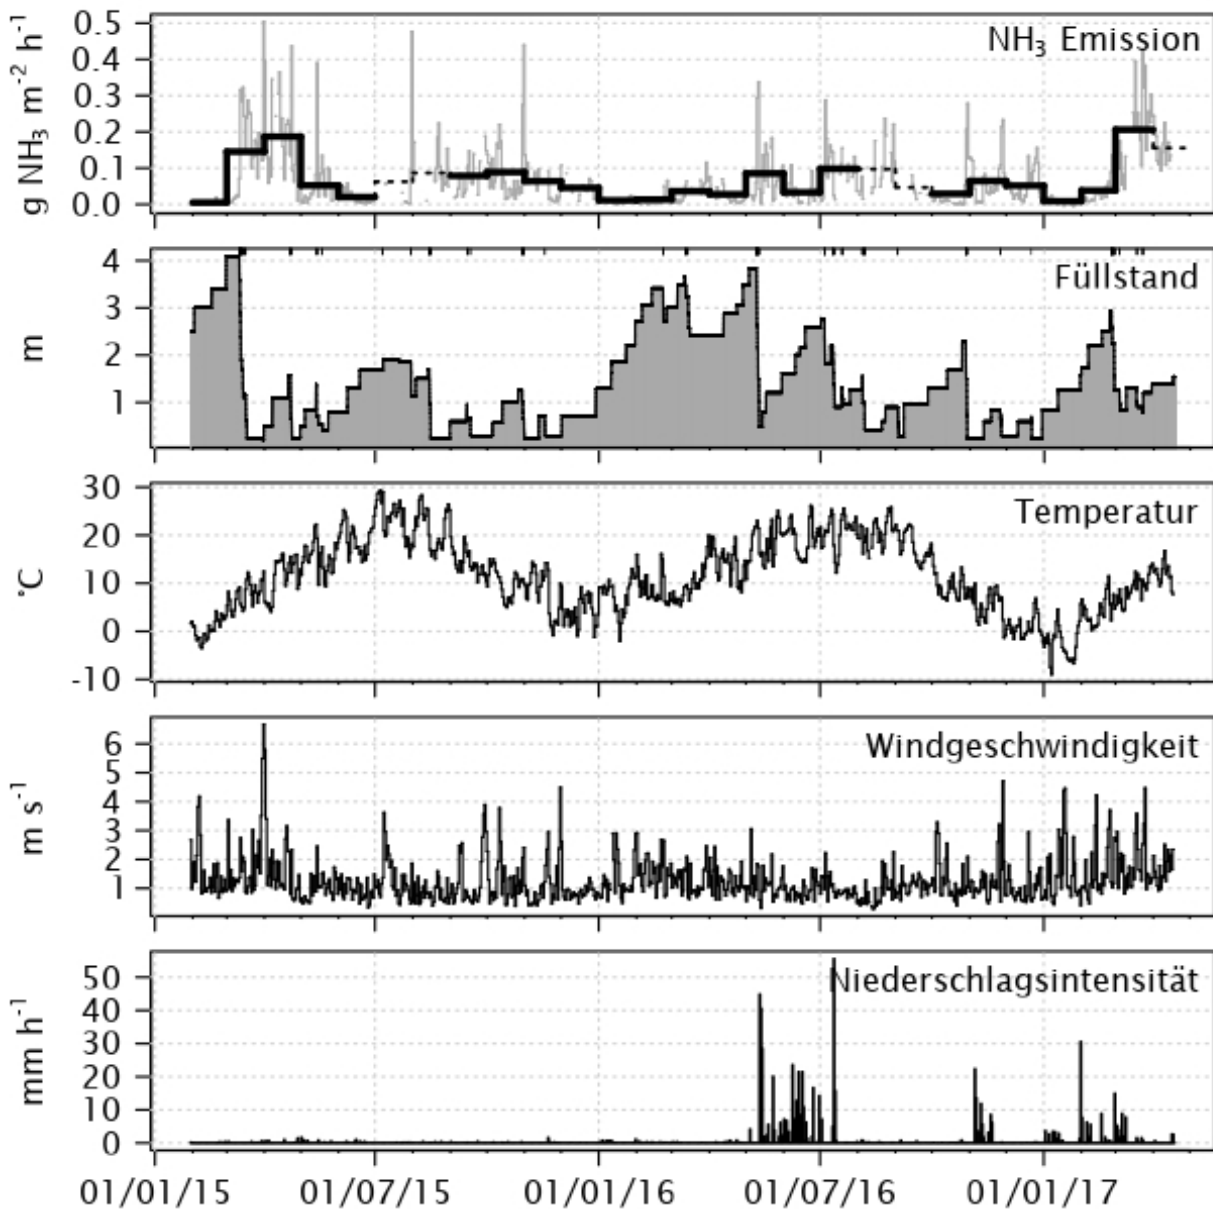 NH₃ Emission
g NH₃ m⁻² h⁻¹
0.5
0.4
0.3
0.2
0.1
0.0
Füllstand
m
4
3
2
1
Temperatur
°C
30
20
10
0
-10
Windgeschwindigkeit
m s⁻¹
6
5
4
3
2
1
Niederschlagsintensität
mm h⁻¹
50
40
30
20
10
0
01/01/15 01/07/15 01/01/16 01/07/16 01/01/17